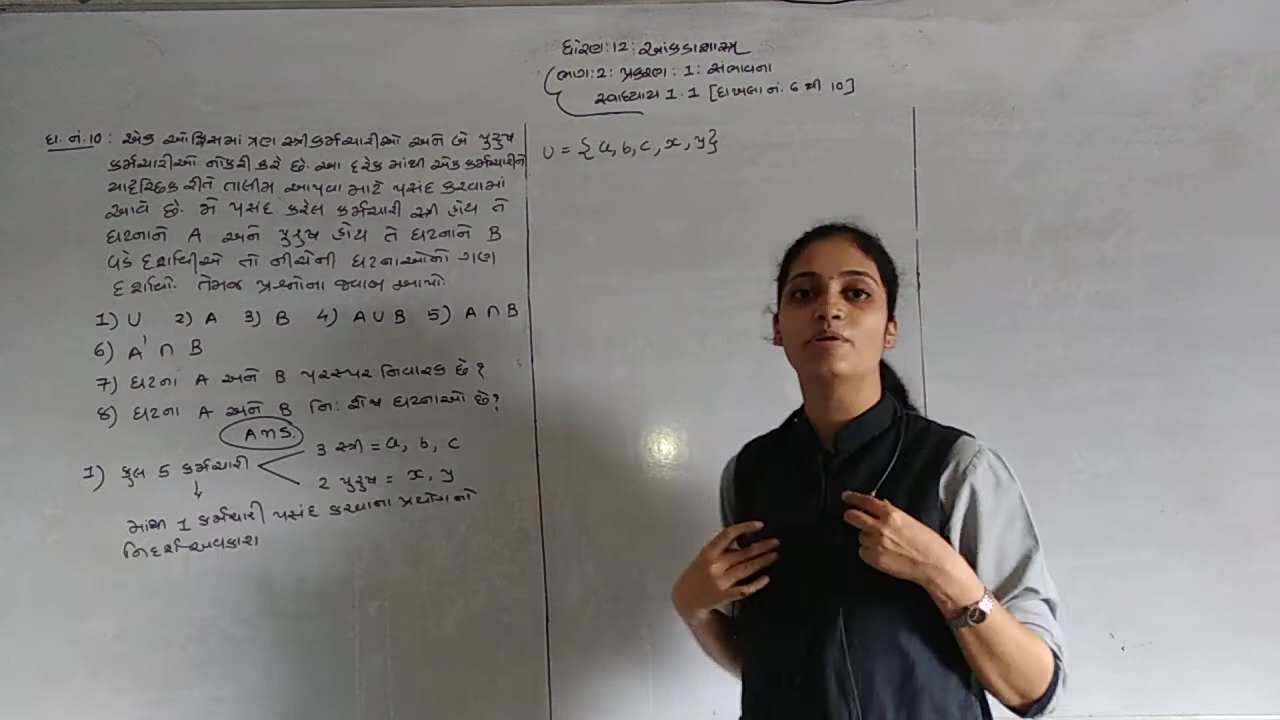 ધોરણ:12: આંકડાશાસ્ત્ર
ભાગ:2: પ્રકરણ: 1: સંભાવના
સ્વાધ્યાય 1.1 [દાખલા નં. 6 થી 10]
દા.નં.10: એક ઓફિસમાં ત્રણ સ્ત્રીકર્મચારીઓ અને બે પુરુષ
કર્મચારીઓ નોકરી કરે છે. આ દરેક માંથી એક કર્મચારીને
યાદૃચ્છિક રીતે તાલીમ આપવા માટે પસંદ કરવામાં
આવે છે. જો પસંદ કરેલ કર્મચારી સ્ત્રી હોય તે
ઘટનાને A અને પુરુષ હોય તે ઘટનાને B
વડે દર્શાવીએ તો નીચેની ઘટનાઓનો ગણ
દર્શાવો. તેમજ પ્રશ્નોના જવાબ આપો.
1) U 2) A 3) B 4) A ∪ B 5) A ∩ B
6) A' ∩ B
7) ઘટના A અને B પરસ્પર નિવારક છે?
8) ઘટના A અને B નિ:શેષ ઘટનાઓ છે?
Ans.
1) કુલ 5 કર્મચારી
3 સ્ત્રી = a, b, c
2 પુરુષ = x, y
↓
માંથી 1 કર્મચારી પસંદ કરવાના પ્રયોગનો
નિદર્શઅવકાશ
U = {a, b, c, x, y}